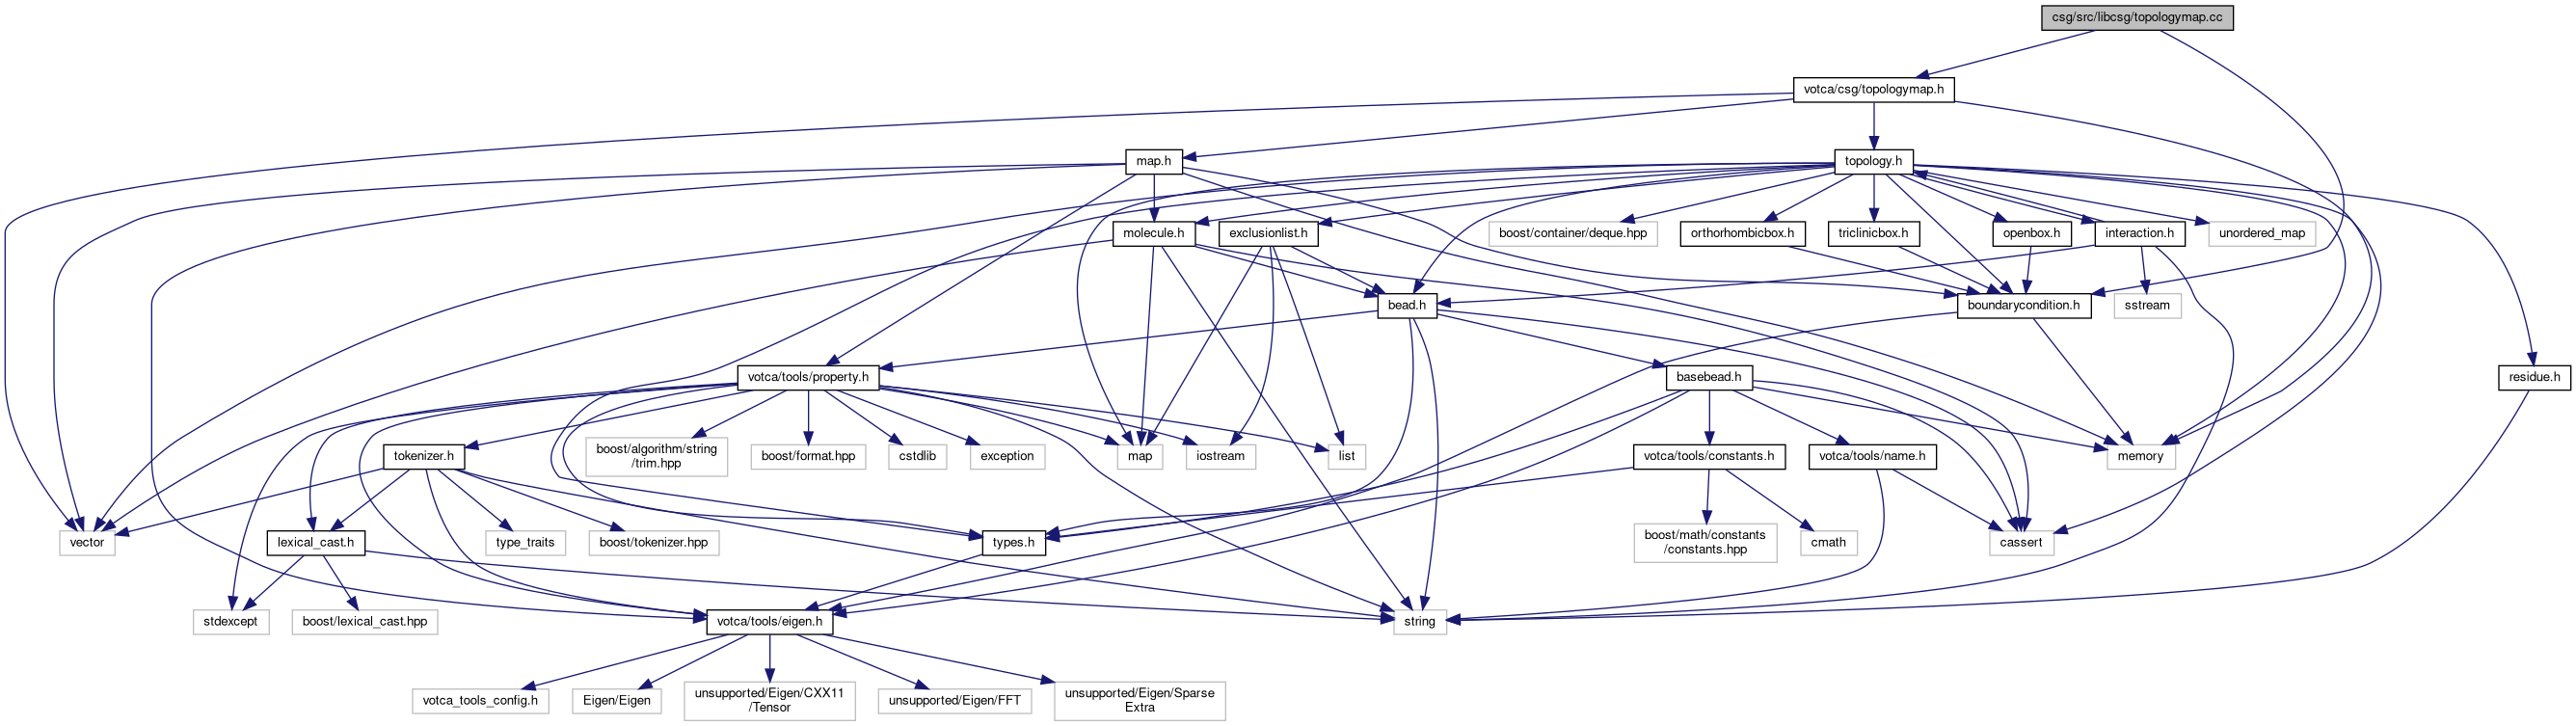 csg/src/libcsg/topologymap.cc
votca/csg/topologymap.h
map.h
topology.h
molecule.h
exclusionlist.h
boost/container/deque.hpp
orthorhombicbox.h
triclinicbox.h
openbox.h
interaction.h
unordered_map
bead.h
boundarycondition.h
sstream
votca/tools/property.h
basebead.h
residue.h
tokenizer.h
boost/algorithm/string
/trim.hpp
boost/format.hpp
cstdlib
exception
map
iostream
list
votca/tools/constants.h
votca/tools/name.h
memory
vector
lexical_cast.h
type_traits
boost/tokenizer.hpp
types.h
boost/math/constants
/constants.hpp
cmath
cassert
stdexcept
boost/lexical_cast.hpp
votca/tools/eigen.h
string
votca_tools_config.h
Eigen/Eigen
unsupported/Eigen/CXX11
/Tensor
unsupported/Eigen/FFT
unsupported/Eigen/Sparse
Extra